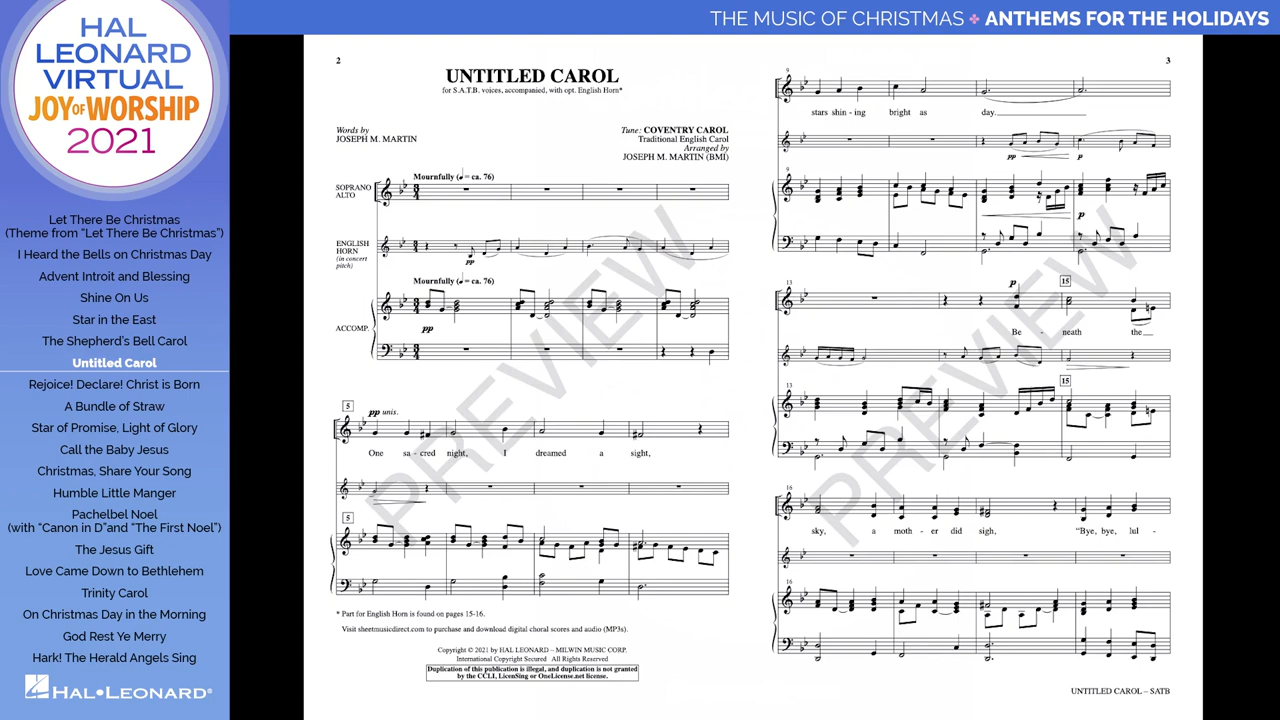 HAL
LEONARD
VIRTUAL
JOY OF WORSHIP
2021
THE MUSIC OF CHRISTMAS ANTHEMS FOR THE HOLIDAYS
Let There Be Christmas
(Theme from “Let There Be Christmas”)
I Heard the Bells on Christmas Day
Advent Introit and Blessing
Shine On Us
Star in the East
The Shepherd’s Bell Carol
Untitled Carol
Rejoice! Declare! Christ is Born
A Bundle of Straw
Star of Promise, Light of Glory
Call the Baby Jesus
Christmas, Share Your Song
Humble Little Manger
Pachelbel Noel
(with “Canon in D”and “The First Noel”)
The Jesus Gift
Love Came Down to Bethlehem
Trinity Carol
On Christmas Day in the Morning
God Rest Ye Merry
Hark! The Herald Angels Sing
HAL•LEONARD®
2
UNTITLED CAROL
for S.A.T.B. voices, accompanied, with opt. English Horn*
Words by
JOSEPH M. MARTIN
Tune: COVENTRY CAROL
Traditional English Carol
Arranged by
JOSEPH M. MARTIN (BMI)
Mournfully (♩ = ca. 76)
SOPRANO
ALTO
ENGLISH
HORN
(in concert
pitch)
pp
Mournfully (♩ = ca. 76)
ACCOMP.
pp
5
pp unis.
One sa - cred night, I dreamed a sight,
5
PREVIEW
* Part for English Horn is found on pages 15-16.
Visit sheetmusicdirect.com to purchase and download digital choral scores and audio (MP3s).
Copyright © 2021 by HAL LEONARD – MILWIN MUSIC CORP.
International Copyright Secured All Rights Reserved
Duplication of this publication is illegal, and duplication is not granted
by the CCLI, LicenSing or OneLicense.net license.
3
9
stars shin - ing bright as day.
pp p
9
p
13
p 15
Be - neath the
13
15
PREVIEW
16
sky, a moth - er did sigh, “Bye, bye, lul -
16
UNTITLED CAROL – SATB